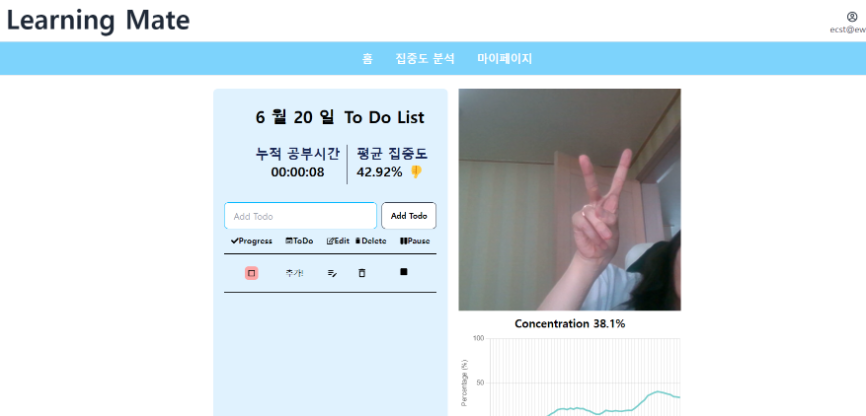 Learning Mate
ecst@ew
홈 집중도 분석 마이페이지
6 월 20 일 To Do List
누적 공부시간 평균 집중도
00:00:08 42.92% 👎
Add Todo Add Todo
Progress ToDo Edit Delete Pause
추가!
Concentration 38.1%
100
50
Percentage (%)